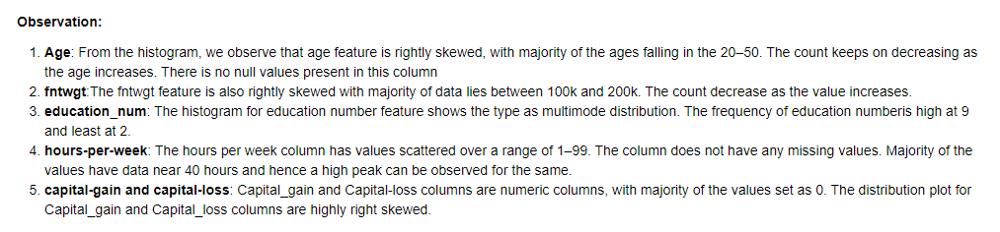 Observation:
1. Age: From the histogram, we observe that age feature is rightly skewed, with majority of the ages falling in the 20–50. The count keeps on decreasing as
the age increases. There is no null values present in this column
2. fntwgt:The fntwgt feature is also rightly skewed with majority of data lies between 100k and 200k. The count decrease as the value increases.
3. education_num: The histogram for education number feature shows the type as multimode distribution. The frequency of education numberis high at 9
and least at 2.
4. hours-per-week: The hours per week column has values scattered over a range of 1–99. The column does not have any missing values. Majority of the
values have data near 40 hours and hence a high peak can be observed for the same.
5. capital-gain and capital-loss: Capital_gain and Capital-loss columns are numeric columns, with majority of the values set as 0. The distribution plot for
Capital_gain and Capital_loss columns are highly right skewed.